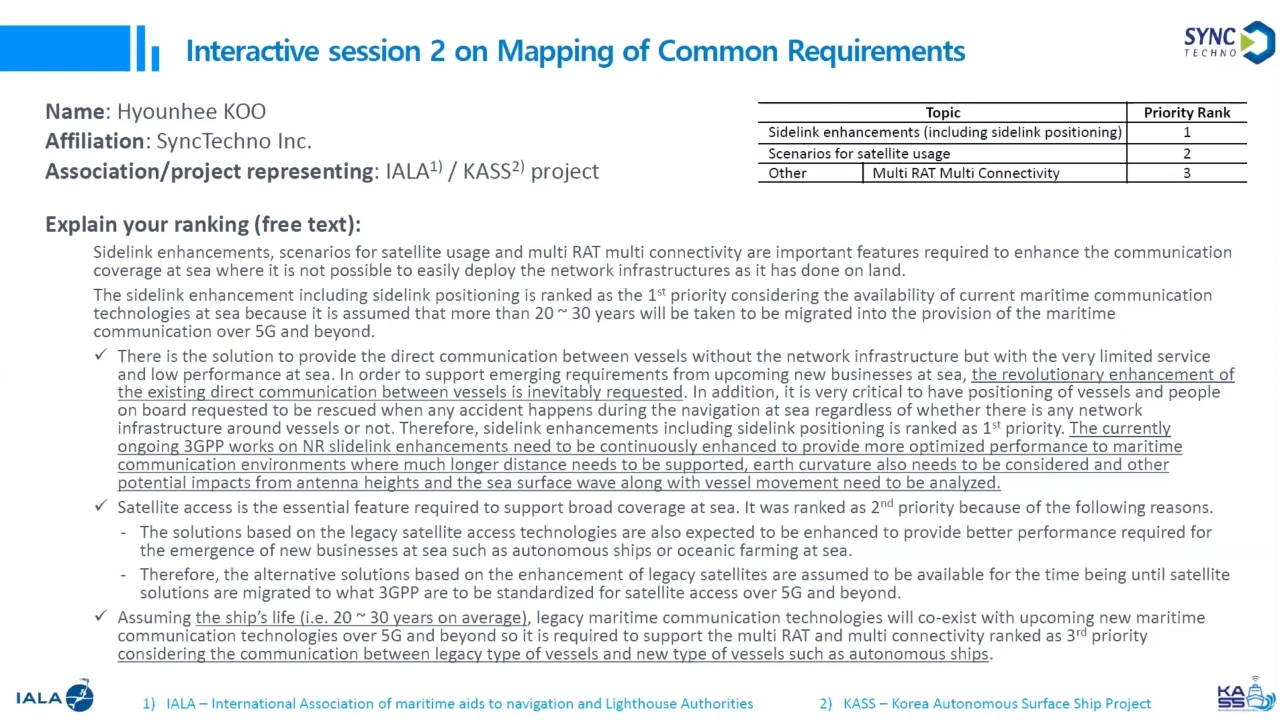 Interactive session 2 on Mapping of Common Requirements
SYNC
TECHNO
Name: Hyounhee KOO
Affiliation: SyncTechno Inc.
Association/project representing: IALA1) / KASS2) project
Topic Priority Rank
Sidelink enhancements (including sidelink positioning) 1
Scenarios for satellite usage 2
Other Multi RAT Multi Connectivity 3
Explain your ranking (free text):
Sidelink enhancements, scenarios for satellite usage and multi RAT multi connectivity are important features required to enhance the communication
coverage at sea where it is not possible to easily deploy the network infrastructures as it has done on land.
The sidelink enhancement including sidelink positioning is ranked as the 1st priority considering the availability of current maritime communication
technologies at sea because it is assumed that more than 20 ~ 30 years will be taken to be migrated into the provision of the maritime
communication over 5G and beyond.
✓ There is the solution to provide the direct communication between vessels without the network infrastructure but with the very limited service
and low performance at sea. In order to support emerging requirements from upcoming new businesses at sea, the revolutionary enhancement of
the existing direct communication between vessels is inevitably requested. In addition, it is very critical to have positioning of vessels and people
on board requested to be rescued when any accident happens during the navigation at sea regardless of whether there is any network
infrastructure around vessels or not. Therefore, sidelink enhancements including sidelink positioning is ranked as 1st priority. The currently
ongoing 3GPP works on NR slidelink enhancements need to be continuously enhanced to provide more optimized performance to maritime
communication environments where much longer distance needs to be supported, earth curvature also needs to be considered and other
potential impacts from antenna heights and the sea surface wave along with vessel movement need to be analyzed.
✓ Satellite access is the essential feature required to support broad coverage at sea. It was ranked as 2nd priority because of the following reasons.
- The solutions based on the legacy satellite access technologies are also expected to be enhanced to provide better performance required for
the emergence of new businesses at sea such as autonomous ships or oceanic farming at sea.
- Therefore, the alternative solutions based on the enhancement of legacy satellites are assumed to be available for the time being until satellite
solutions are migrated to what 3GPP are to be standardized for satellite access over 5G and beyond.
✓ Assuming the ship's life (i.e. 20 ~ 30 years on average), legacy maritime communication technologies will co-exist with upcoming new maritime
communication technologies over 5G and beyond so it is required to support the multi RAT and multi connectivity ranked as 3rd priority
considering the communication between legacy type of vessels and new type of vessels such as autonomous ships.
IALA
1) IALA – International Association of maritime aids to navigation and Lighthouse Authorities
2) KASS – Korea Autonomous Surface Ship Project
KA
SS